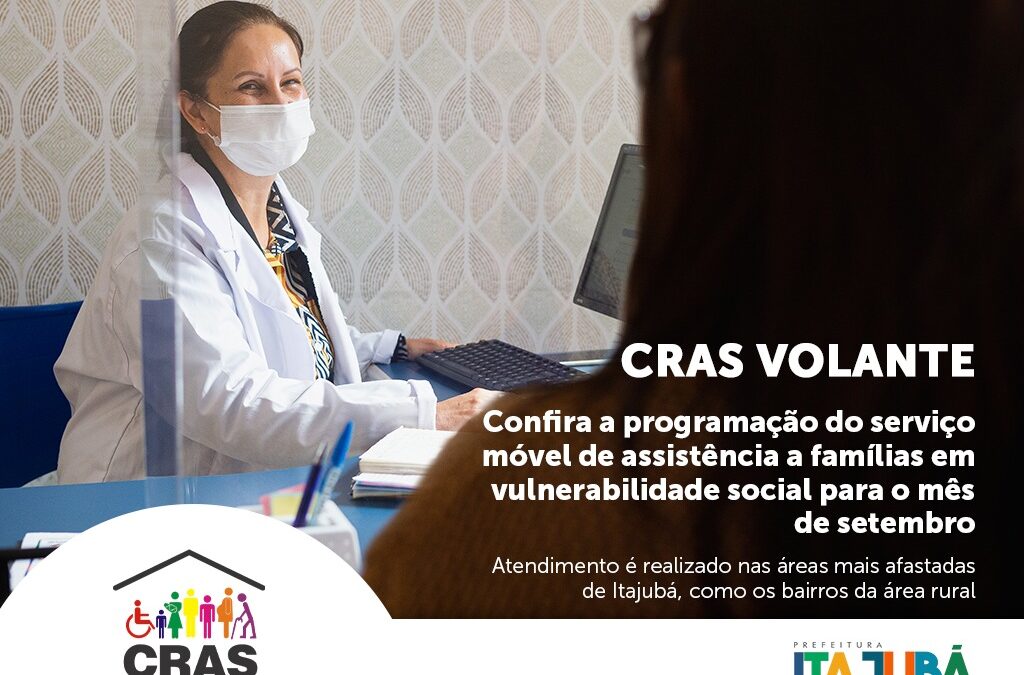 CRAS VOLANTE
Confira a programação do serviço
móvel de assistência a famílias em
vulnerabilidade social para o mês
de setembro
Atendimento é realizado nas áreas mais afastadas
de Itajubá, como os bairros da área rural
CRAS
PREFEITURA
ITAJUBÁ